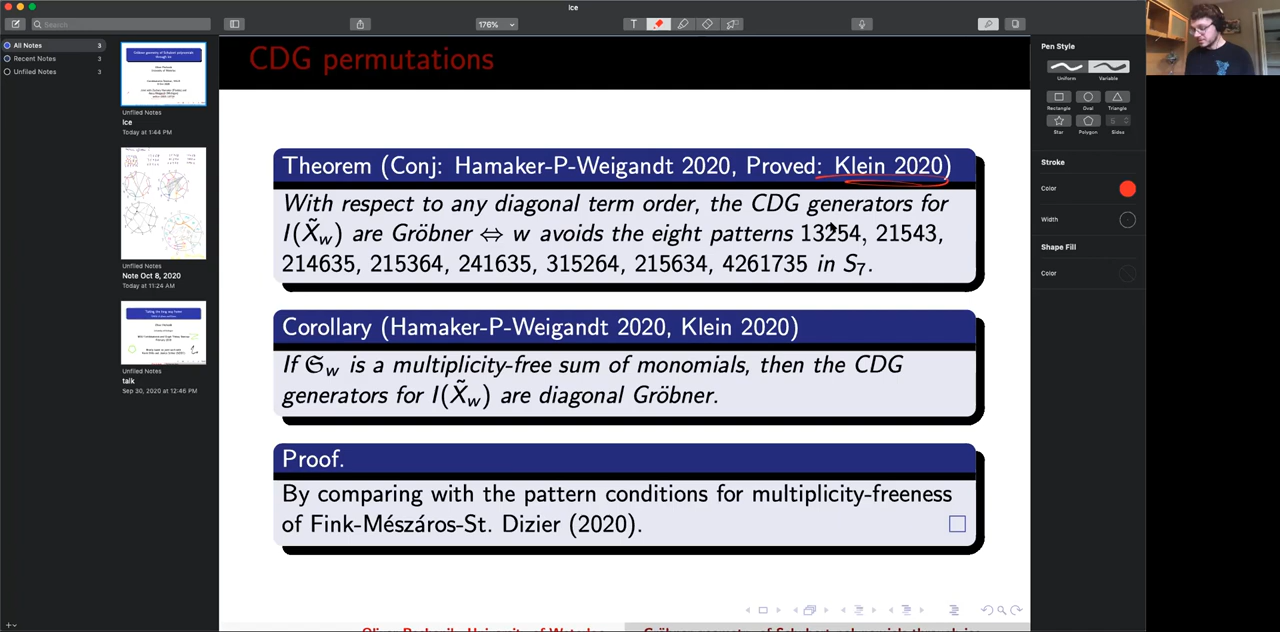 Ice
Search
176%
T
All Notes 3
Recent Notes 3
Unfiled Notes 3
Unfiled Notes
Ice
Today at 1:44 PM
Unfiled Notes
Note Oct 8, 2020
Today at 11:24 AM
Unfiled Notes
talk
Sep 30, 2020 at 12:46 PM
CDG permutations
Theorem (Conj: Hamaker-P-Weigandt 2020, Proved: Klein 2020)
With respect to any diagonal term order, the CDG generators for
I(X̃_w) are Gröbner ⇔ w avoids the eight patterns 13254, 21543,
214635, 215364, 241635, 315264, 215634, 4261735 in S₇.
Corollary (Hamaker-P-Weigandt 2020, Klein 2020)
If 𝔖_w is a multiplicity-free sum of monomials, then the CDG
generators for I(X̃_w) are diagonal Gröbner.
Proof.
By comparing with the pattern conditions for multiplicity-freeness
of Fink-Mészáros-St. Dizier (2020).
Pen Style
Uniform Variable
Rectangle Oval Triangle
Star Polygon Sides
Stroke
Color
Width
Shape Fill
Color